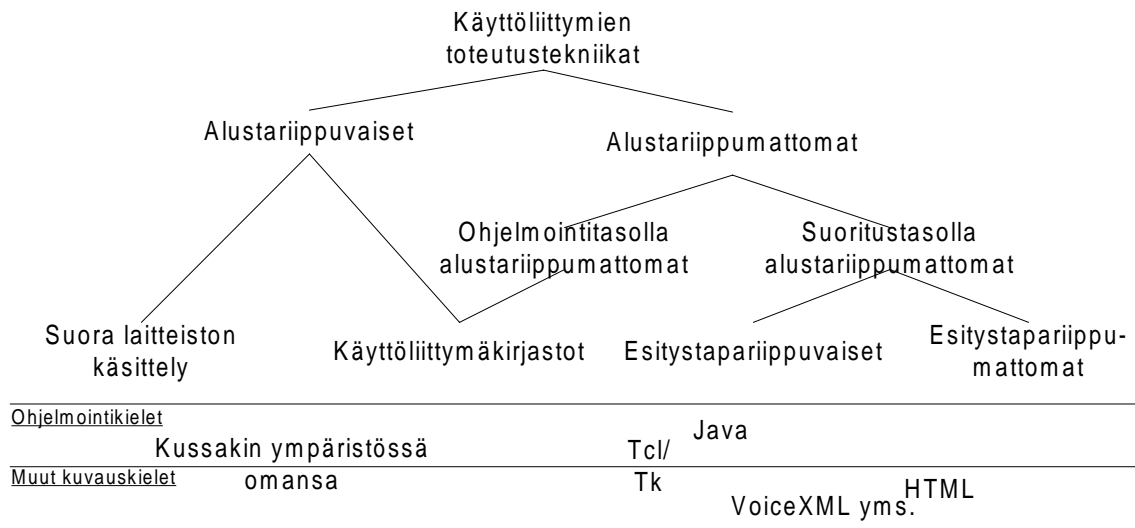 Käyttöliittymien
toteutustekniikat
Alustariippuvaiset
Alustariippumattomat
Ohjelmointitasolla
alustariippumattomat
Suoritustasolla
alustariippumattomat
Suora laitteiston
käsittely
Käyttöliittymäkirjastot
Esitystapariippuvaiset
Esitystapariippu-
mattomat
Ohjelmointikielet
Kussakin ympäristössä
omansa
Java
Tcl/
Tk
Muut kuvauskielet
HTML
VoiceXML yms.